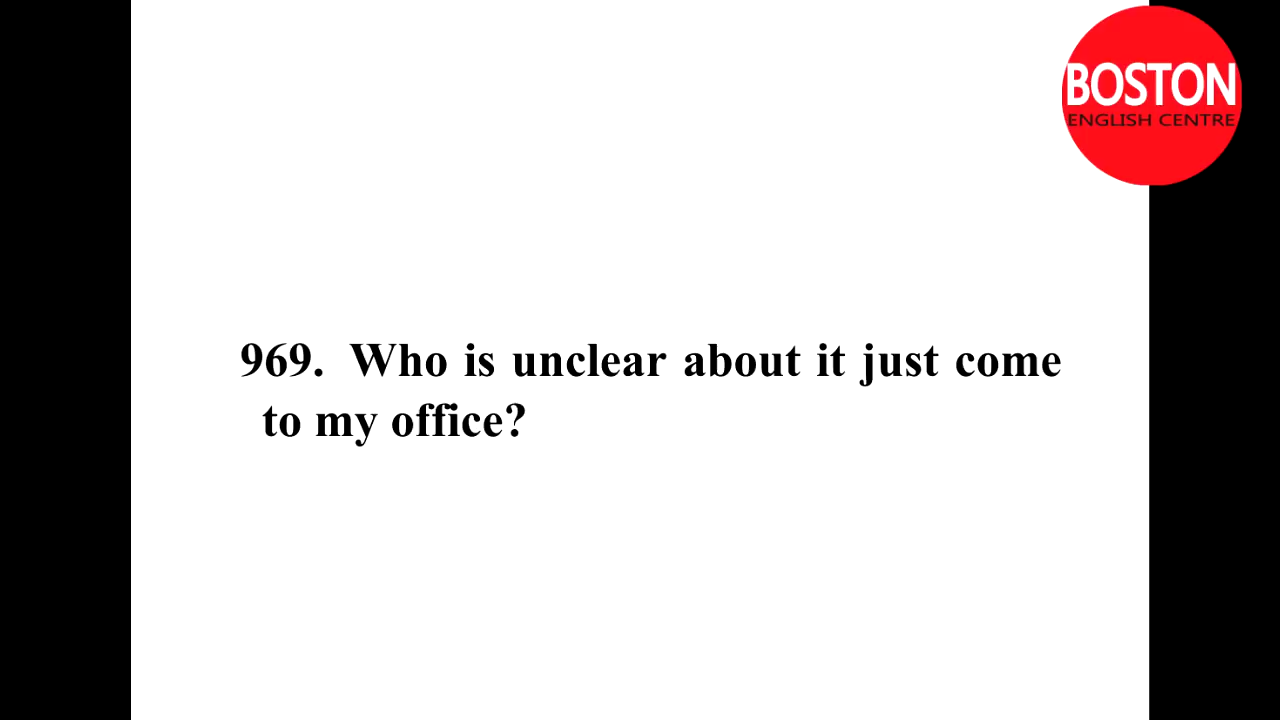 BOSTON
ENGLISH CENTRE
969. Who is unclear about it just come
to my office?